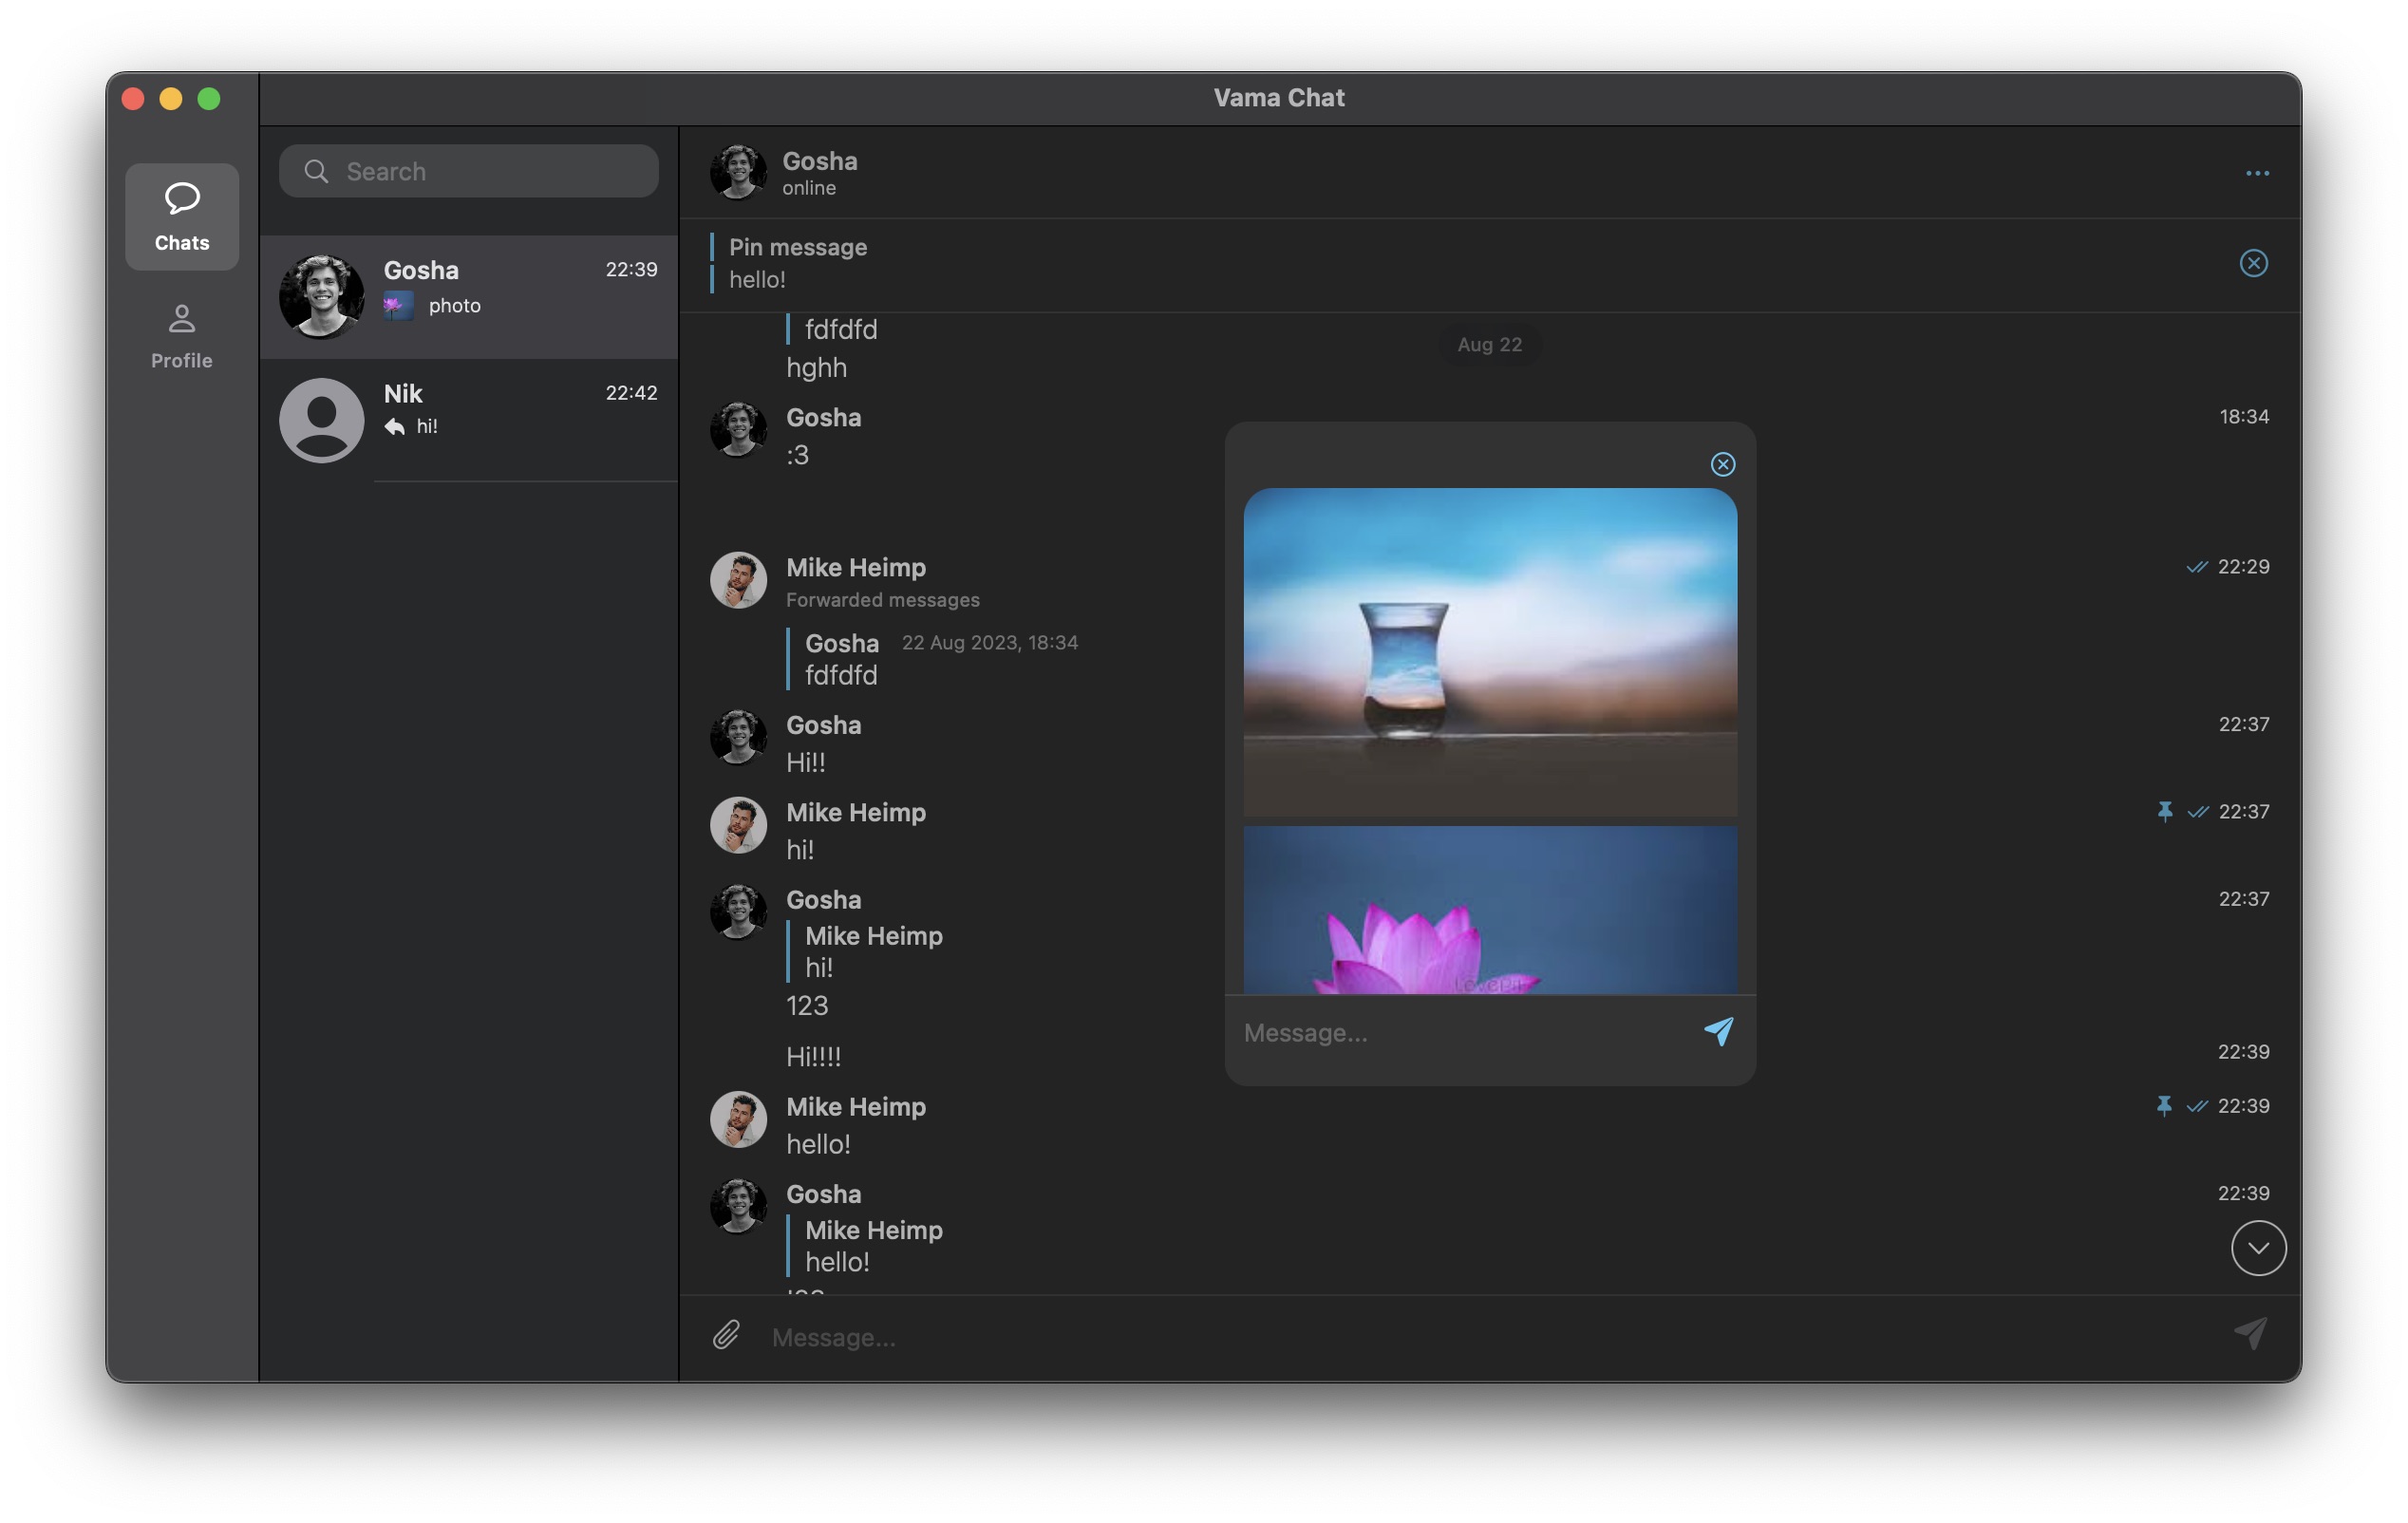 Vama Chat
Chats
Profile
Search
Gosha 22:39
photo
Nik 22:42
hi!
Gosha
online
Pin message
hello!
Aug 22
fdfdfd
hghh
Gosha 18:34
:3
Mike Heimp 22:29
Forwarded messages
Gosha 22 Aug 2023, 18:34
fdfdfd
Gosha 22:37
Hi!!
Mike Heimp 22:37
hi!
Gosha 22:37
Mike Heimp
hi!
123
Hi!!!! 22:39
Mike Heimp 22:39
hello!
Gosha 22:39
Mike Heimp
hello!
Message...
Message...